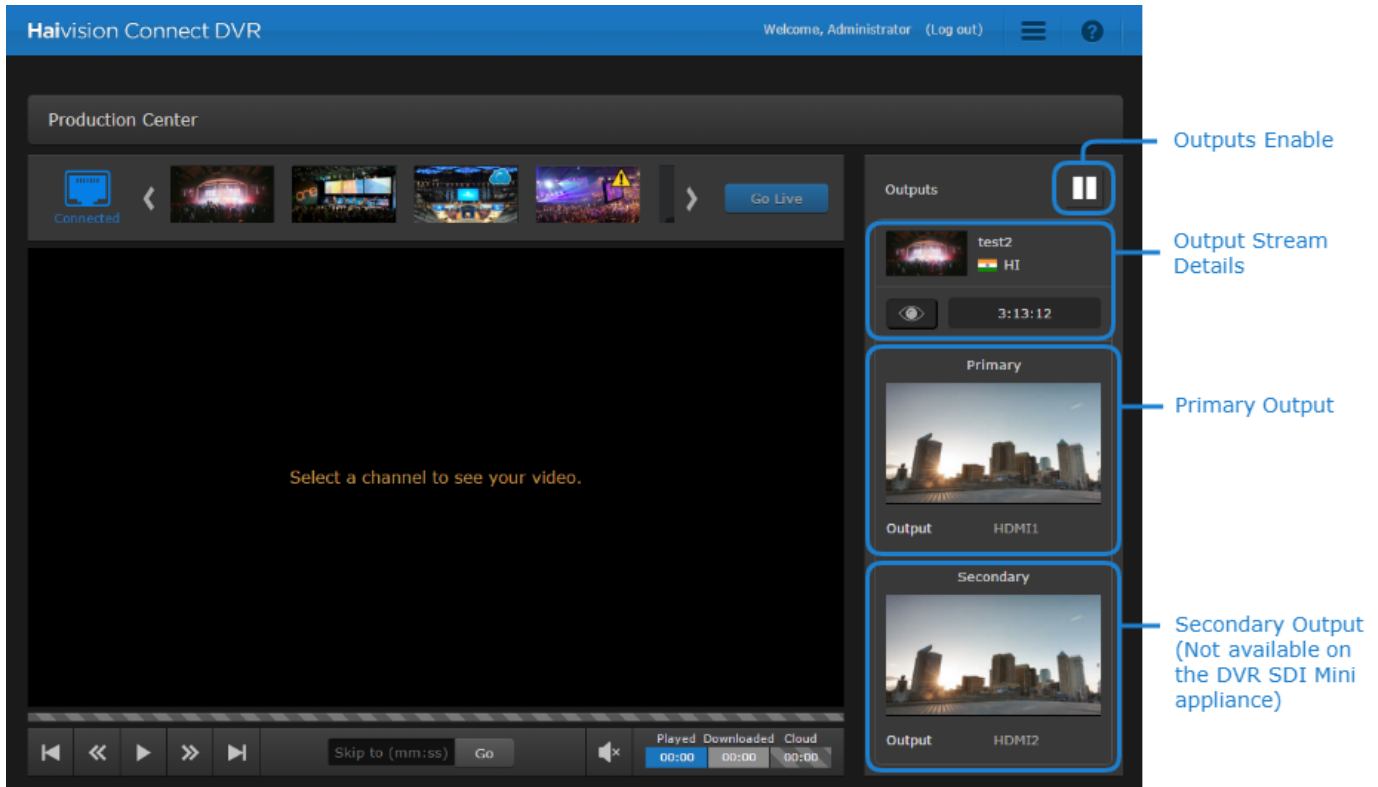 Haivision Connect DVR
Welcome, Administrator (Log out)
?
Production Center
Connected
Go Live
Outputs
test2
HI
3:13:12
Primary
Output HDMI1
Secondary
Output HDMI2
Select a channel to see your video.
Skip to (mm:ss) Go
Played Downloaded Cloud
00:00 00:00 00:00
Outputs Enable
Output Stream
Details
Primary Output
Secondary Output
(Not available on
the DVR SDI Mini
appliance)